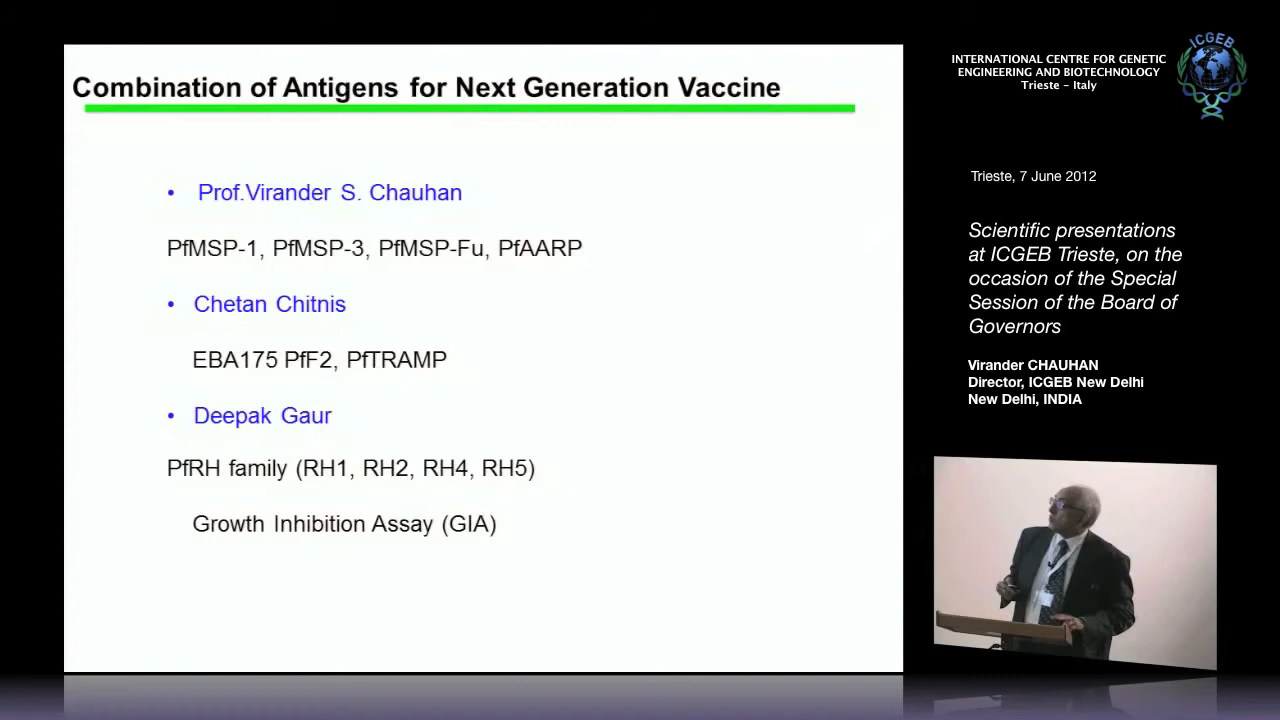 Combination of Antigens for Next Generation Vaccine
• Prof.Virander S. Chauhan
PfMSP-1, PfMSP-3, PfMSP-Fu, PfAARP
• Chetan Chitnis
EBA175 PfF2, PfTRAMP
• Deepak Gaur
PfRH family (RH1, RH2, RH4, RH5)
Growth Inhibition Assay (GIA)
INTERNATIONAL CENTRE FOR GENETIC
ENGINEERING AND BIOTECHNOLOGY
Trieste - Italy
ICGEB
Trieste, 7 June 2012
Scientific presentations
at ICGEB Trieste, on the
occasion of the Special
Session of the Board of
Governors
Virander CHAUHAN
Director, ICGEB New Delhi
New Delhi, INDIA